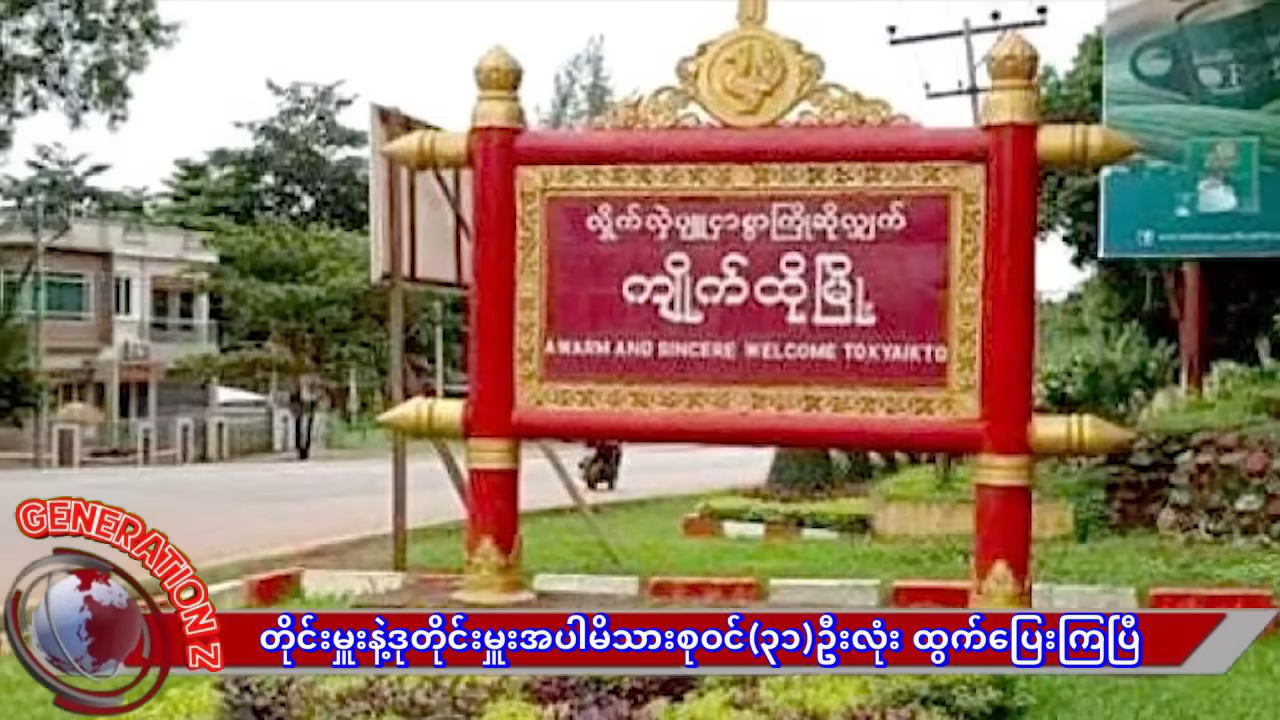 လှိုက်လှဲပျူငှာစွာကြိုဆိုလျှက်
ကျိုက်ထိုမြို့
A WARM AND SINCERE WELCOME TO KYAIKTO
GENERATION Z
တိုင်းမှူးနဲ့ဒုတိုင်းမှူးအပါမိသားစုဝင်(၃၁)ဦးလုံး ထွက်ပြေးကြပြီ